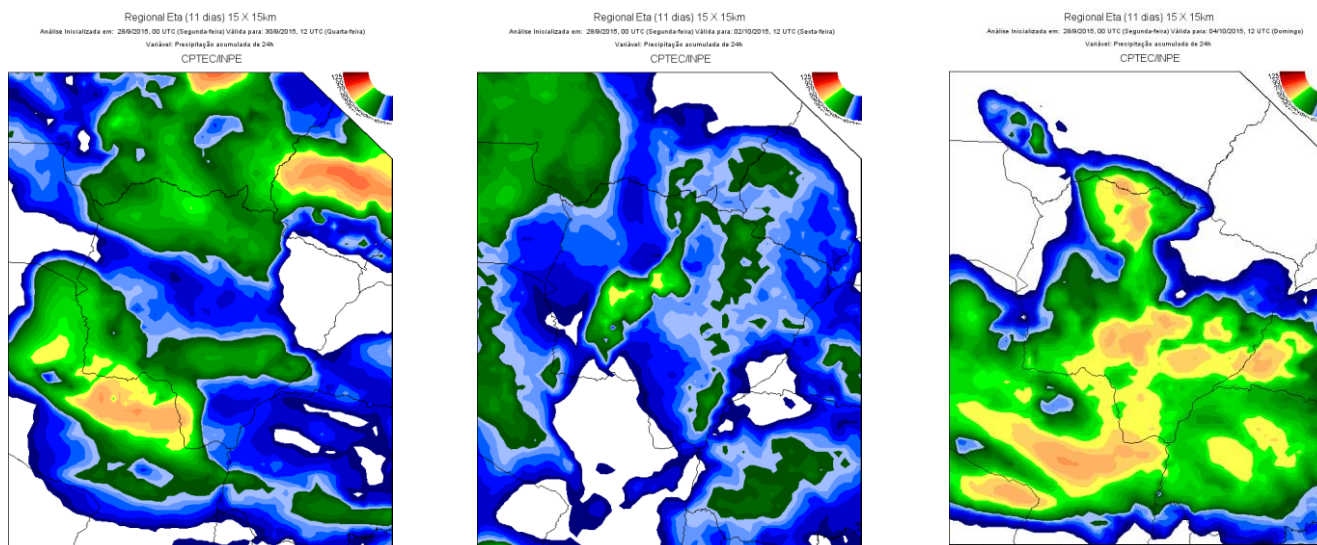 Regional Eta (11 dias) 15 X 15km
Análise Inicializada em: 28/9/2015, 00 UTC (Segunda-feira) Válida para: 30/9/2015, 12 UTC (Quarta-feira)
Variável: Precipitação acumulada de 24h
CPTEC/INPE
125
Regional Eta (11 dias) 15 X 15km
Análise Inicializada em: 28/9/2015, 00 UTC (Segunda-feira) Válida para: 02/10/2015, 12 UTC (Sexta-feira)
Variável: Precipitação acumulada de 24h
CPTEC/INPE
125
Regional Eta (11 dias) 15 X 15km
Análise Inicializada em: 28/9/2015, 00 UTC (Segunda-feira) Válida para: 04/10/2015, 12 UTC (Domingo)
Variável: Precipitação acumulada de 24h
CPTEC/INPE
125